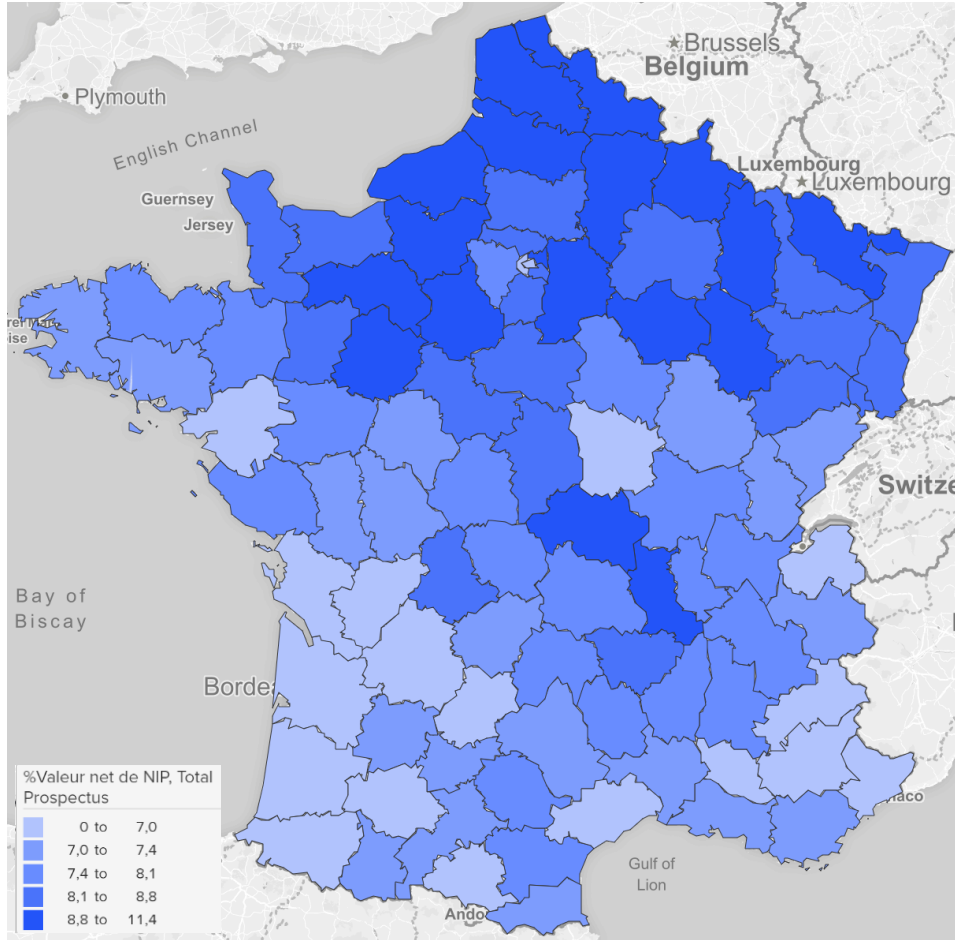 Brussels
Belgium
Plymouth
English Channel
Luxembourg
Luxembourg
Guernsey
Jersey
oise
Switze
Bay of
Biscay
Bordea
%Valeur net de NIP, Total
Prospectus
0 to 7,0
7,0 to 7,4
7,4 to 8,1
8,1 to 8,8
8,8 to 11,4
aco
Gulf of
Lion
Ando